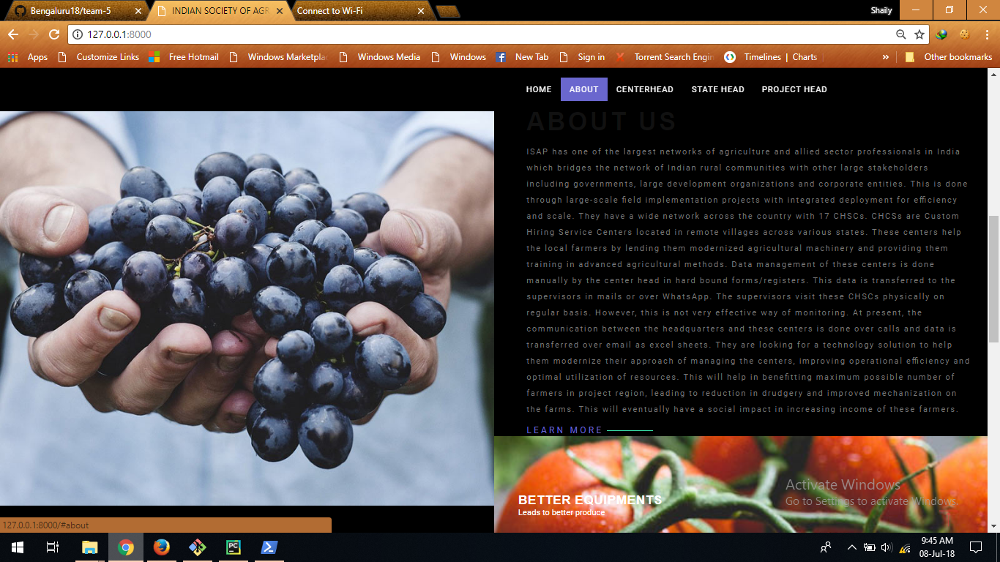 Bengaluru18/team-5
INDIAN SOCIETY OF AGR
Connect to Wi-Fi
Shaily
127.0.0.1:8000
Apps
Customize Links
Free Hotmail
Windows Marketpla
Windows Media
Windows
New Tab
Sign in
Torrent Search Engin
Timelines | Charts
»
Other bookmarks
HOME
ABOUT
CENTERHEAD
STATE HEAD
PROJECT HEAD
ABOUT US
ISAP has one of the largest networks of agriculture and allied sector professionals in India
which bridges the network of Indian rural communities with other large stakeholders
including governments, large development organizations and corporate entities. This is done
through large-scale field implementation projects with integrated deployment for efficiency
and scale. They have a wide network across the country with 17 CHSCs. CHCSs are Custom
Hiring Service Centers located in remote villages across various states. These centers help
the local farmers by lending them modernized agricultural machinery and providing them
training in advanced agricultural methods. Data management of these centers is done
manually by the center head in hard bound forms/registers. This data is transferred to the
supervisors in mails or over WhatsApp. The supervisors visit these CHSCs physically on
regular basis. However, this is not very effective way of monitoring. At present, the
communication between the headquarters and these centers is done over calls and data is
transferred over email as excel sheets. They are looking for a technology solution to help
them modernize their approach of managing the centers, improving operational efficiency and
optimal utilization of resources. This will help in benefitting maximum possible number of
farmers in project region, leading to reduction in drudgery and improved mechanization on
the farms. This will eventually have a social impact in increasing income of these farmers.
LEARN MORE
BETTER EQUIPMENTS
Leads to better produce
Activate Windows
Go to Settings to activate Windows.
127.0.0.1:8000/#about
9:45 AM
08-Jul-18